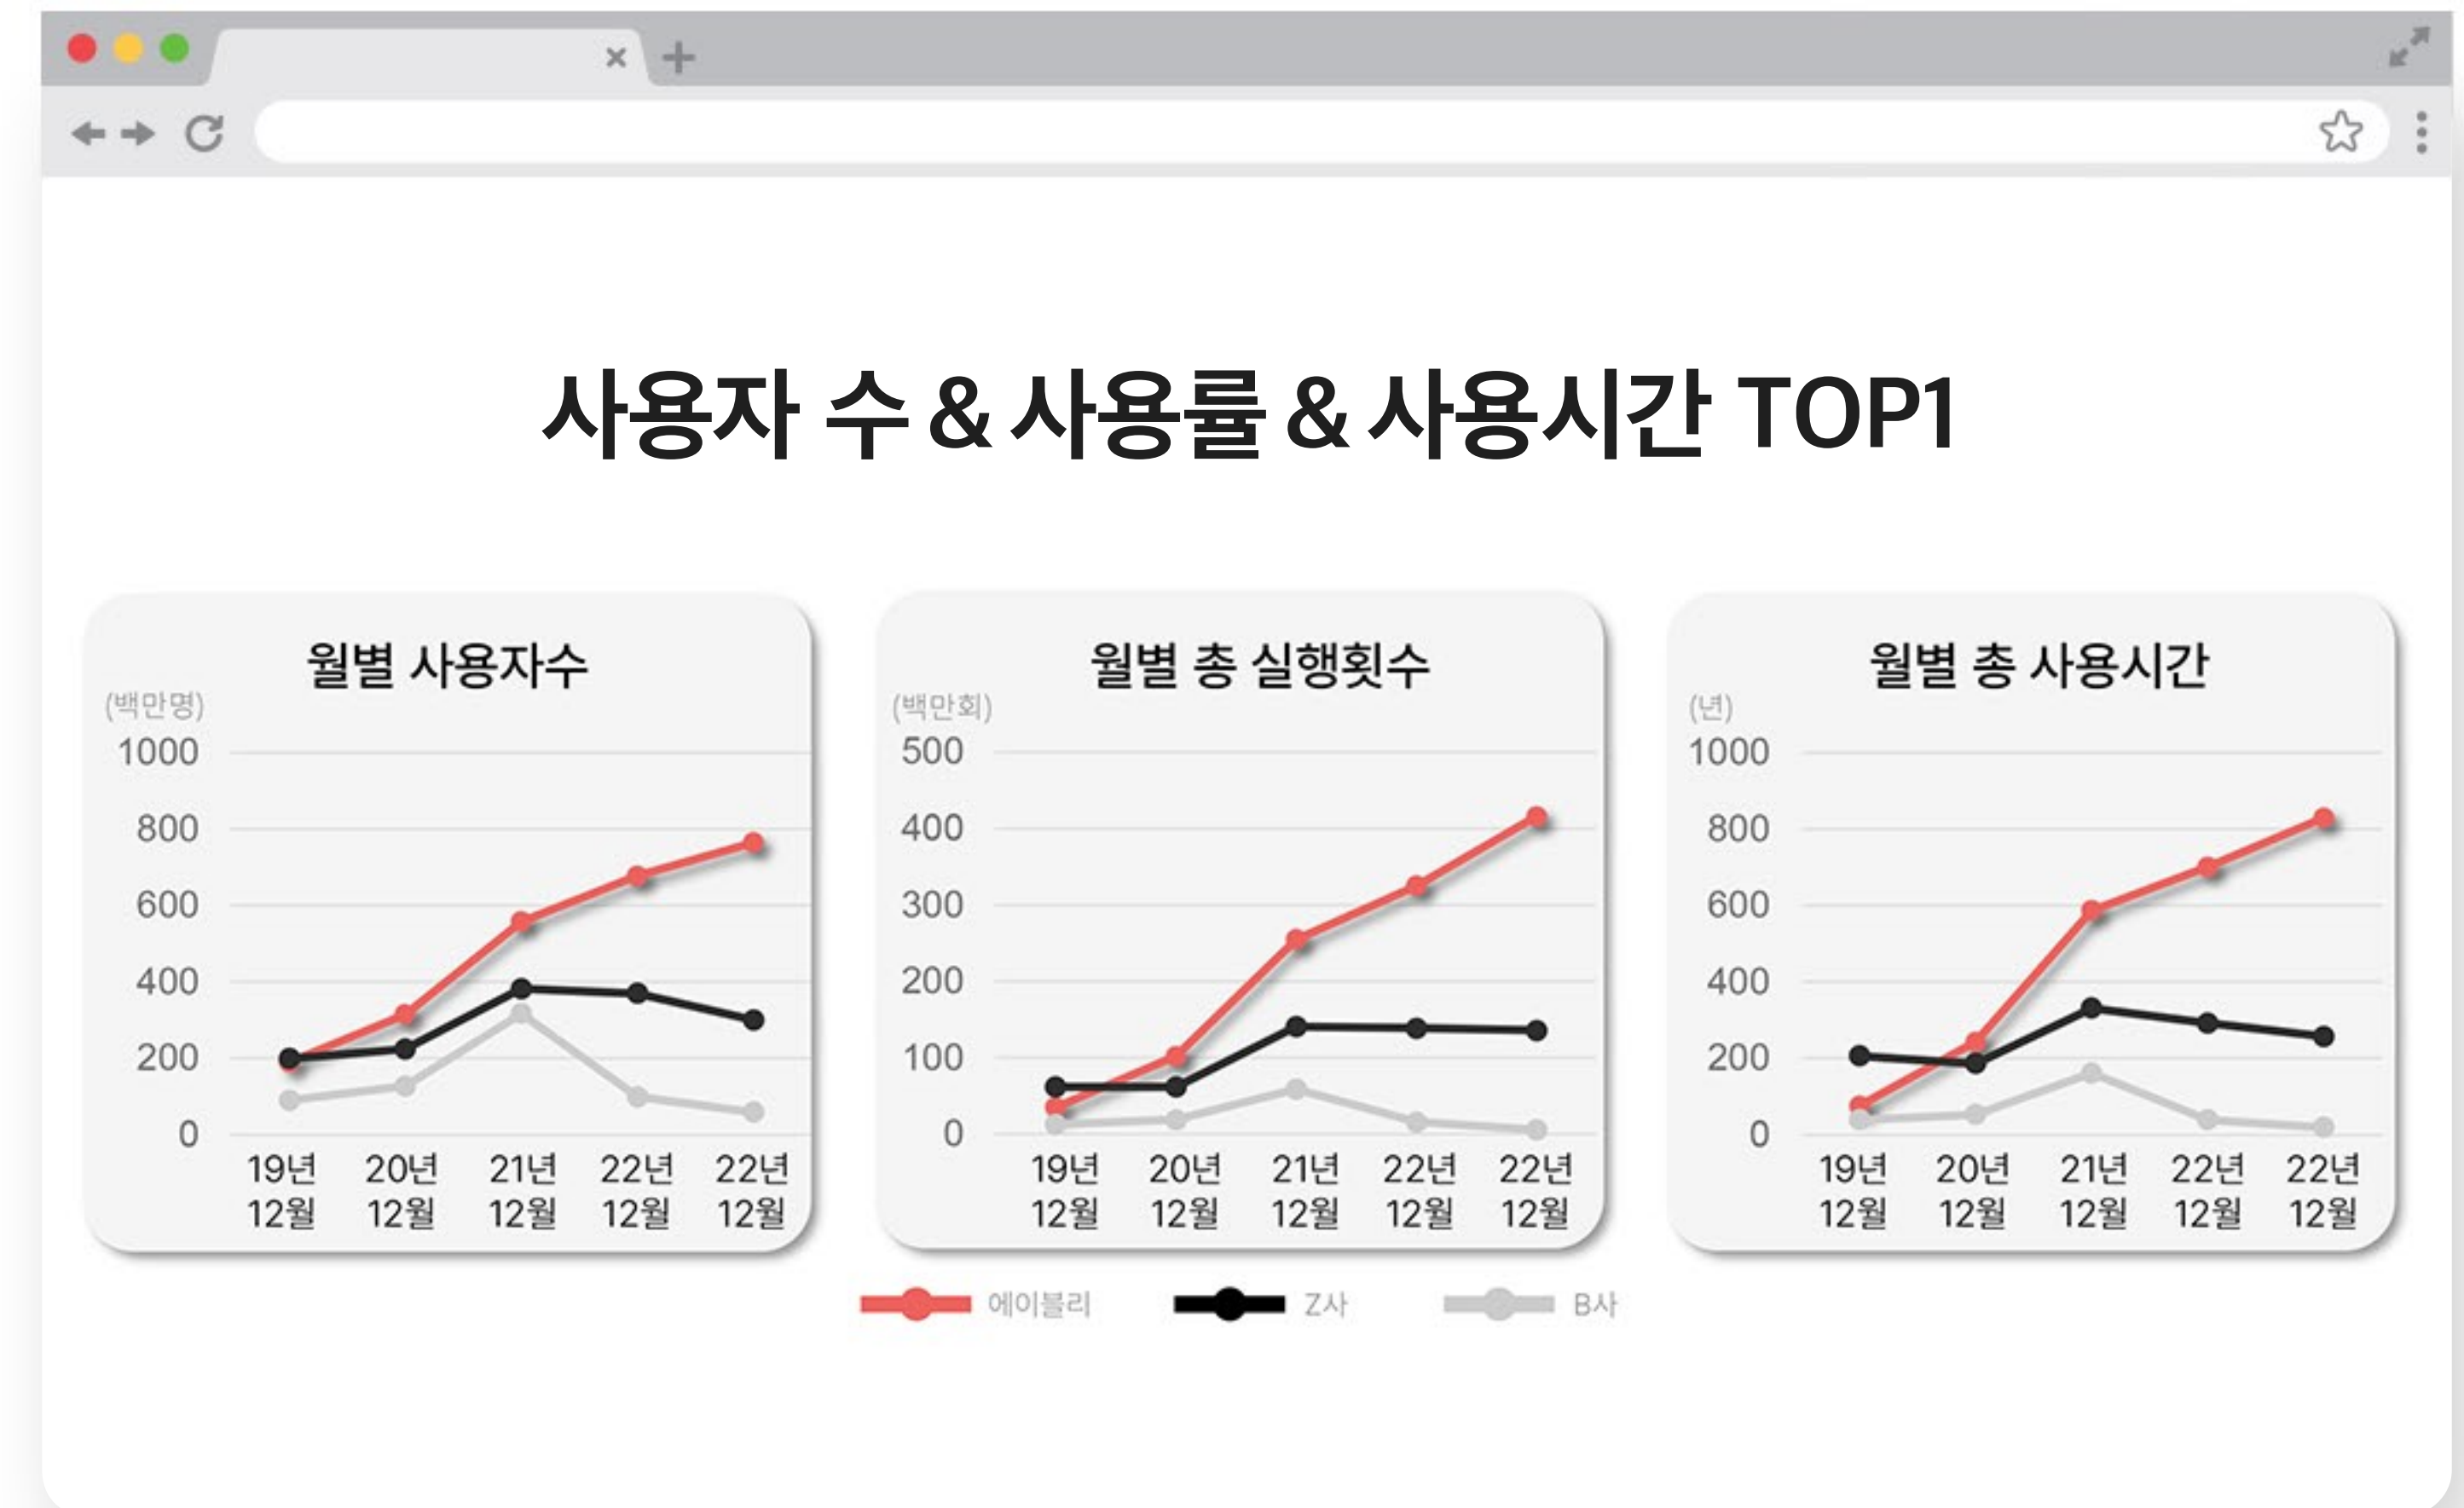 사용자 수 & 사용률 & 사용시간 TOP1
월별 사용자수
(백만명)
1000
800
600
400
200
0
19년 20년 21년 22년 22년
12월 12월 12월 12월 12월
월별 총 실행횟수
(백만회)
500
400
300
200
100
0
19년 20년 21년 22년 22년
12월 12월 12월 12월 12월
월별 총 사용시간
(년)
1000
800
600
400
200
0
19년 20년 21년 22년 22년
12월 12월 12월 12월 12월
에이블리 Z사 B사